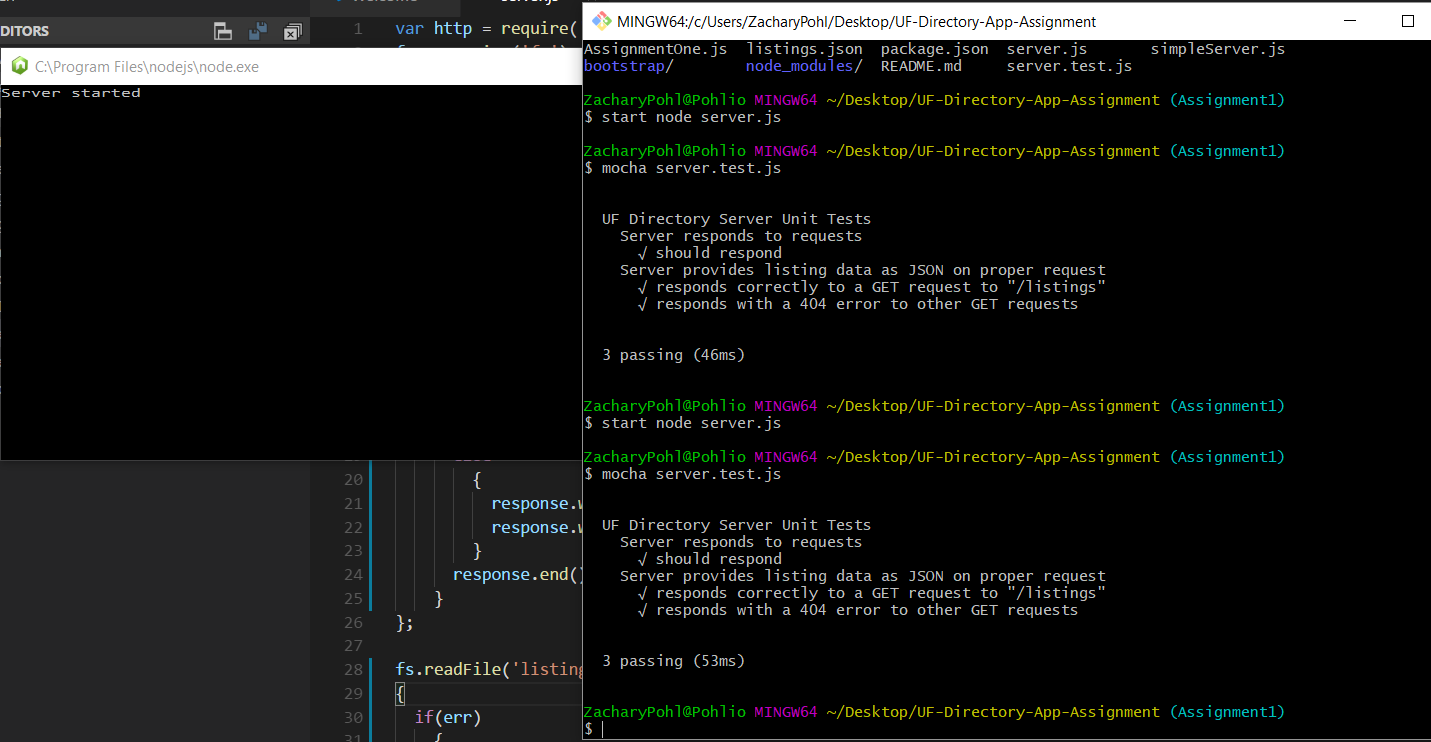 DITORS
C:\Program Files\nodejs\node.exe
Server started
1 var http = require(
20 {
21 response.
22 response.
23 }
24 response.end()
25 }
26 };
27
28 fs.readFile('listing
29 {
30 if(err)
31 {
MINGW64:/c/Users/ZacharyPohl/Desktop/UF-Directory-App-Assignment
AssignmentOne.js listings.json package.json server.js simpleServer.js
bootstrap/ node_modules/ README.md server.test.js
ZacharyPohl@Pohlio MINGW64 ~/Desktop/UF-Directory-App-Assignment (Assignment1)
$ start node server.js
ZacharyPohl@Pohlio MINGW64 ~/Desktop/UF-Directory-App-Assignment (Assignment1)
$ mocha server.test.js
UF Directory Server Unit Tests
Server responds to requests
√ should respond
Server provides listing data as JSON on proper request
√ responds correctly to a GET request to "/listings"
√ responds with a 404 error to other GET requests
3 passing (46ms)
ZacharyPohl@Pohlio MINGW64 ~/Desktop/UF-Directory-App-Assignment (Assignment1)
$ start node server.js
ZacharyPohl@Pohlio MINGW64 ~/Desktop/UF-Directory-App-Assignment (Assignment1)
$ mocha server.test.js
UF Directory Server Unit Tests
Server responds to requests
√ should respond
Server provides listing data as JSON on proper request
√ responds correctly to a GET request to "/listings"
√ responds with a 404 error to other GET requests
3 passing (53ms)
ZacharyPohl@Pohlio MINGW64 ~/Desktop/UF-Directory-App-Assignment (Assignment1)
$